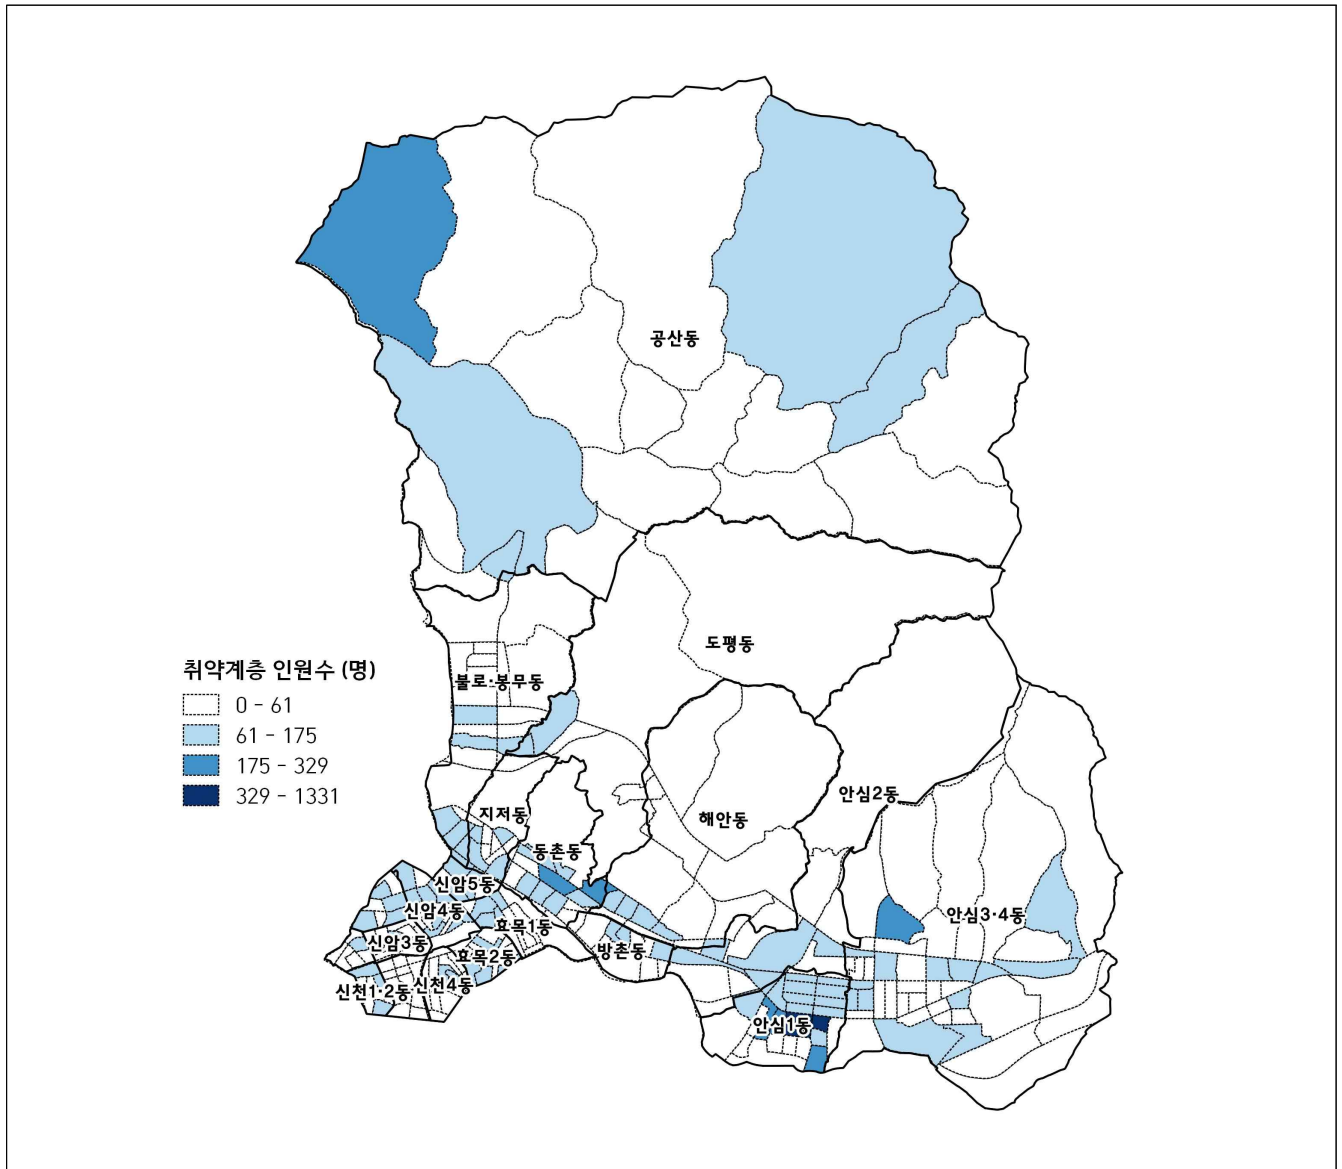 공산동
도평동
취약계층 인원수 (명)
0 - 61
61 - 175
175 - 329
329 - 1331
불로·봉무동
안심2동
지저동
해안동
동촌동
신암5동
안심3·4동
신암4동
효목1동
신암3동
방촌동
효목2동
신천4동
신천1·2동
안심1동